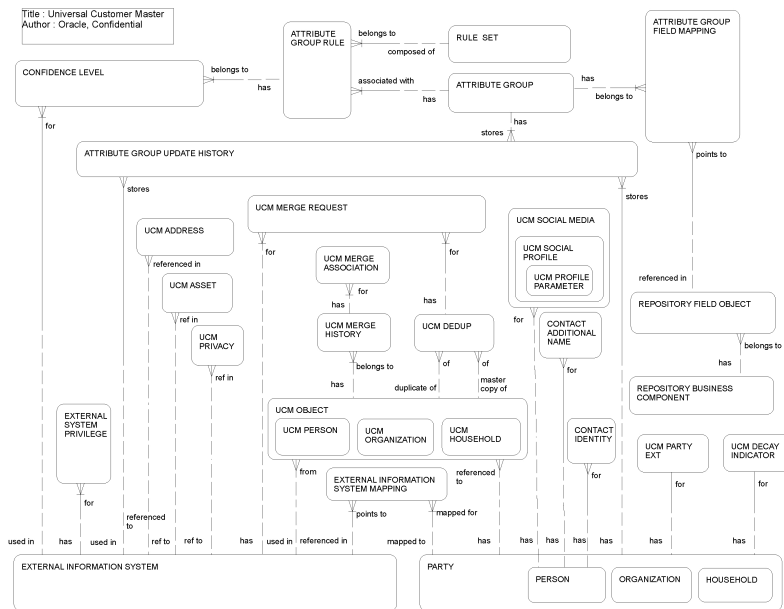 Title : Universal Customer Master
Author : Oracle, Confidential
ATTRIBUTE
GROUP RULE
belongs to
composed of
RULE SET
ATTRIBUTE GROUP
FIELD MAPPING
CONFIDENCE LEVEL
belongs to
has
associated with
has
ATTRIBUTE GROUP
has
belongs to
for
has
stores
points to
ATTRIBUTE GROUP UPDATE HISTORY
stores
stores
UCM MERGE REQUEST
UCM ADDRESS
UCM SOCIAL MEDIA
UCM SOCIAL
PROFILE
UCM PROFILE
PARAMETER
referenced in
for
for
UCM MERGE
ASSOCIATION
for
UCM ASSET
ref in
has
has
referenced in
REPOSITORY FIELD OBJECT
UCM
PRIVACY
ref in
UCM MERGE
HISTORY
belongs to
UCM DEDUP
for
CONTACT
ADDITIONAL
NAME
for
belongs to
has
of
of
has
duplicate of
master
copy of
REPOSITORY BUSINESS
COMPONENT
EXTERNAL
SYSTEM
PRIVILEGE
UCM OBJECT
UCM PERSON
UCM
ORGANIZATION
UCM
HOUSEHOLD
CONTACT
IDENTITY
UCM PARTY
EXT
UCM DECAY
INDICATOR
from
EXTERNAL INFORMATION
SYSTEM MAPPING
referenced
to
for
for
for
for
points to
mapped for
referenced
to
used in
has
used in
ref to
ref to
has
used in
referenced in
mapped to
has
has
has
has
has
has
has
EXTERNAL INFORMATION SYSTEM
PARTY
PERSON
ORGANIZATION
HOUSEHOLD